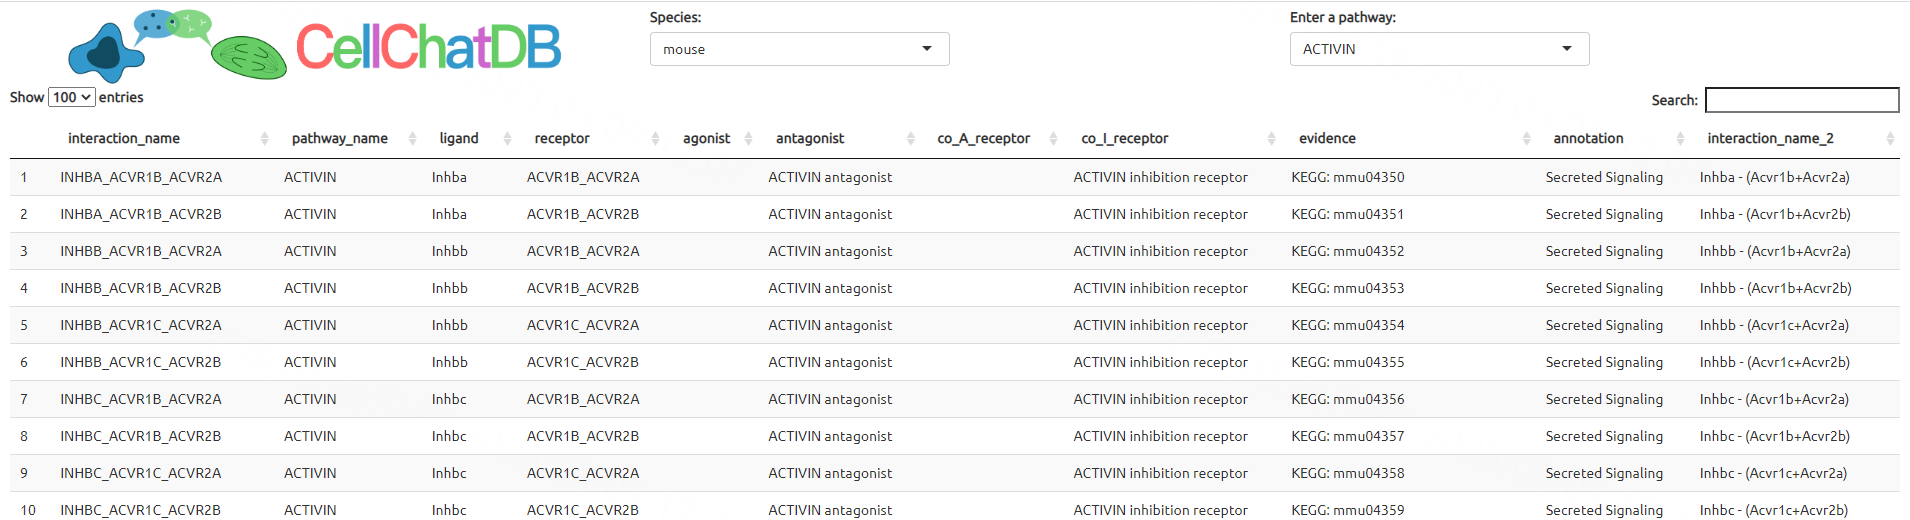 CellChatDB
Species:
mouse
Enter a pathway:
ACTIVIN
Show 100 entries
Search:
interaction_name pathway_name ligand receptor agonist antagonist co_A_receptor co_I_receptor evidence annotation interaction_name_2
1 INHBA_ACVR1B_ACVR2A ACTIVIN Inhba ACVR1B_ACVR2A ACTIVIN antagonist ACTIVIN inhibition receptor KEGG: mmu04350 Secreted Signaling Inhba - (Acvr1b+Acvr2a)
2 INHBA_ACVR1B_ACVR2B ACTIVIN Inhba ACVR1B_ACVR2B ACTIVIN antagonist ACTIVIN inhibition receptor KEGG: mmu04351 Secreted Signaling Inhba - (Acvr1b+Acvr2b)
3 INHBB_ACVR1B_ACVR2A ACTIVIN Inhbb ACVR1B_ACVR2A ACTIVIN antagonist ACTIVIN inhibition receptor KEGG: mmu04352 Secreted Signaling Inhbb - (Acvr1b+Acvr2a)
4 INHBB_ACVR1B_ACVR2B ACTIVIN Inhbb ACVR1B_ACVR2B ACTIVIN antagonist ACTIVIN inhibition receptor KEGG: mmu04353 Secreted Signaling Inhbb - (Acvr1b+Acvr2b)
5 INHBB_ACVR1C_ACVR2A ACTIVIN Inhbb ACVR1C_ACVR2A ACTIVIN antagonist ACTIVIN inhibition receptor KEGG: mmu04354 Secreted Signaling Inhbb - (Acvr1c+Acvr2a)
6 INHBB_ACVR1C_ACVR2B ACTIVIN Inhbb ACVR1C_ACVR2B ACTIVIN antagonist ACTIVIN inhibition receptor KEGG: mmu04355 Secreted Signaling Inhbb - (Acvr1c+Acvr2b)
7 INHBC_ACVR1B_ACVR2A ACTIVIN Inhbc ACVR1B_ACVR2A ACTIVIN antagonist ACTIVIN inhibition receptor KEGG: mmu04356 Secreted Signaling Inhbc - (Acvr1b+Acvr2a)
8 INHBC_ACVR1B_ACVR2B ACTIVIN Inhbc ACVR1B_ACVR2B ACTIVIN antagonist ACTIVIN inhibition receptor KEGG: mmu04357 Secreted Signaling Inhbc - (Acvr1b+Acvr2b)
9 INHBC_ACVR1C_ACVR2A ACTIVIN Inhbc ACVR1C_ACVR2A ACTIVIN antagonist ACTIVIN inhibition receptor KEGG: mmu04358 Secreted Signaling Inhbc - (Acvr1c+Acvr2a)
10 INHBC_ACVR1C_ACVR2B ACTIVIN Inhbc ACVR1C_ACVR2B ACTIVIN antagonist ACTIVIN inhibition receptor KEGG: mmu04359 Secreted Signaling Inhbc - (Acvr1c+Acvr2b)